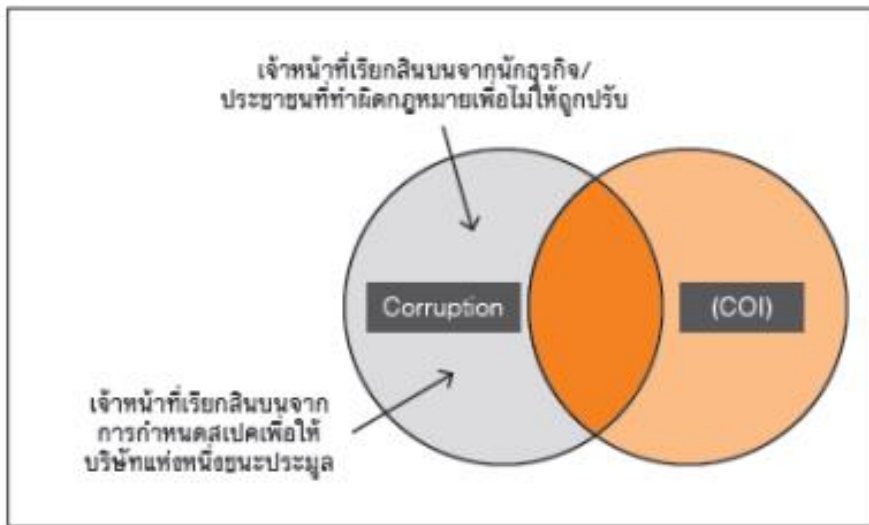 เจ้าหน้าที่เรียกสินบนจากนักธุรกิจ/
ประชาชนที่ทำผิดกฎหมายเพื่อไม่ให้ถูกปรับ
Corruption
(COI)
เจ้าหน้าที่เรียกสินบนจาก
การกำหนดสเปคเพื่อให้
บริษัทแห่งหนึ่งชนะประมูล